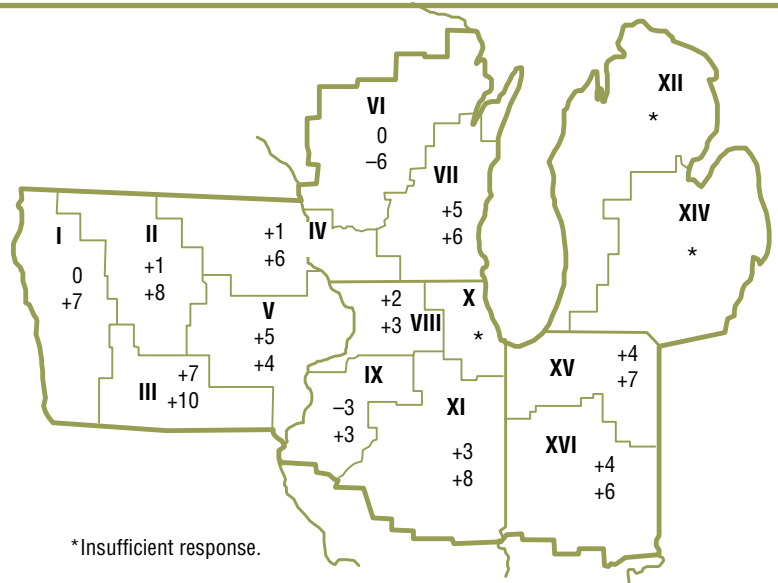 VI
0
–6
XII
*
VII
+5
+6
XIV
*
I
0
+7
II
+1
+8
+1
+6
IV
V
+5
+4
+2
+3
VIII
X
*
III
+7
+10
IX
–3
+3
XI
+3
+8
XV
+4
+7
XVI
+4
+6
*Insufficient response.